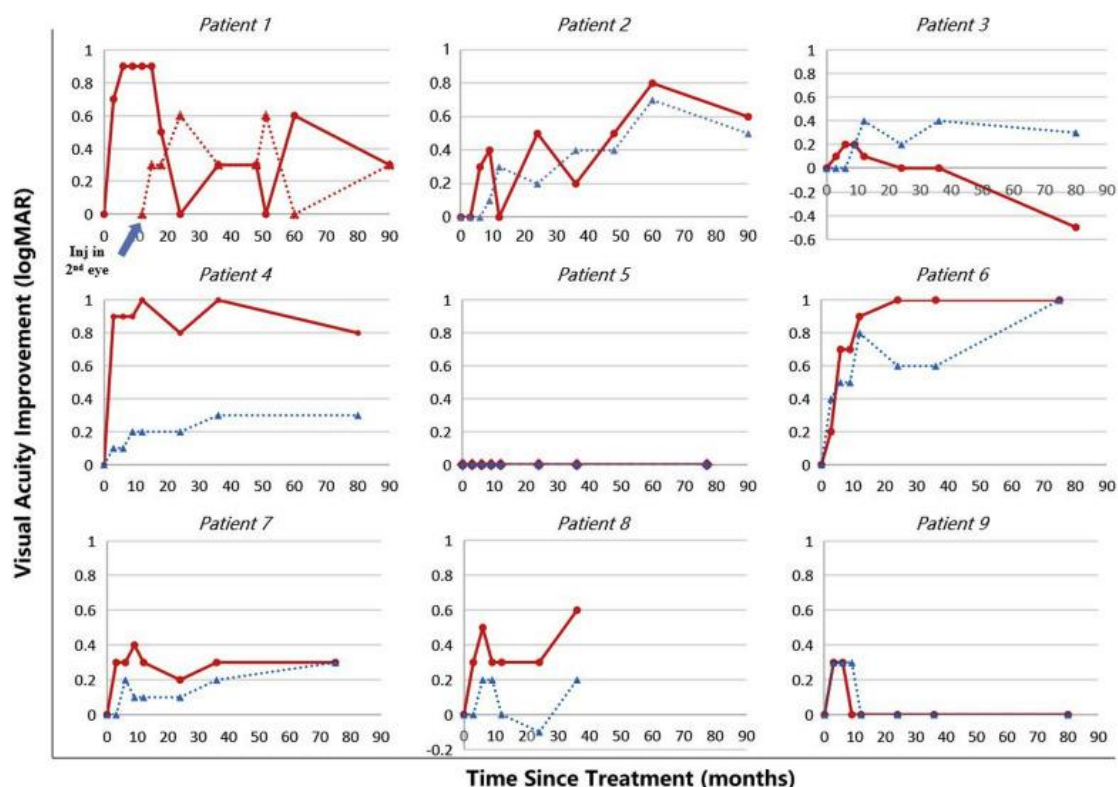 Patient 1
1
0.8
0.6
0.4
0.2
0
0 10 20 30 40 50 60 70 80 90
Inj in
2nd eye
Patient 2
1
0.8
0.6
0.4
0.2
0
0 10 20 30 40 50 60 70 80 90
Patient 3
1
0.8
0.6
0.4
0.2
0
-0.2
-0.4
-0.6
0 10 20 30 40 50 60 70 80 90
Patient 4
1
0.8
0.6
0.4
0.2
0
0 10 20 30 40 50 60 70 80 90
Patient 5
1
0.8
0.6
0.4
0.2
0
0 10 20 30 40 50 60 70 80 90
Patient 6
1
0.8
0.6
0.4
0.2
0
0 10 20 30 40 50 60 70 80 90
Patient 7
1
0.8
0.6
0.4
0.2
0
0 10 20 30 40 50 60 70 80 90
Patient 8
1
0.8
0.6
0.4
0.2
0
-0.2
0 10 20 30 40 50 60 70 80 90
Patient 9
1
0.8
0.6
0.4
0.2
0
0 10 20 30 40 50 60 70 80 90
Visual Acuity Improvement (logMAR)
Time Since Treatment (months)